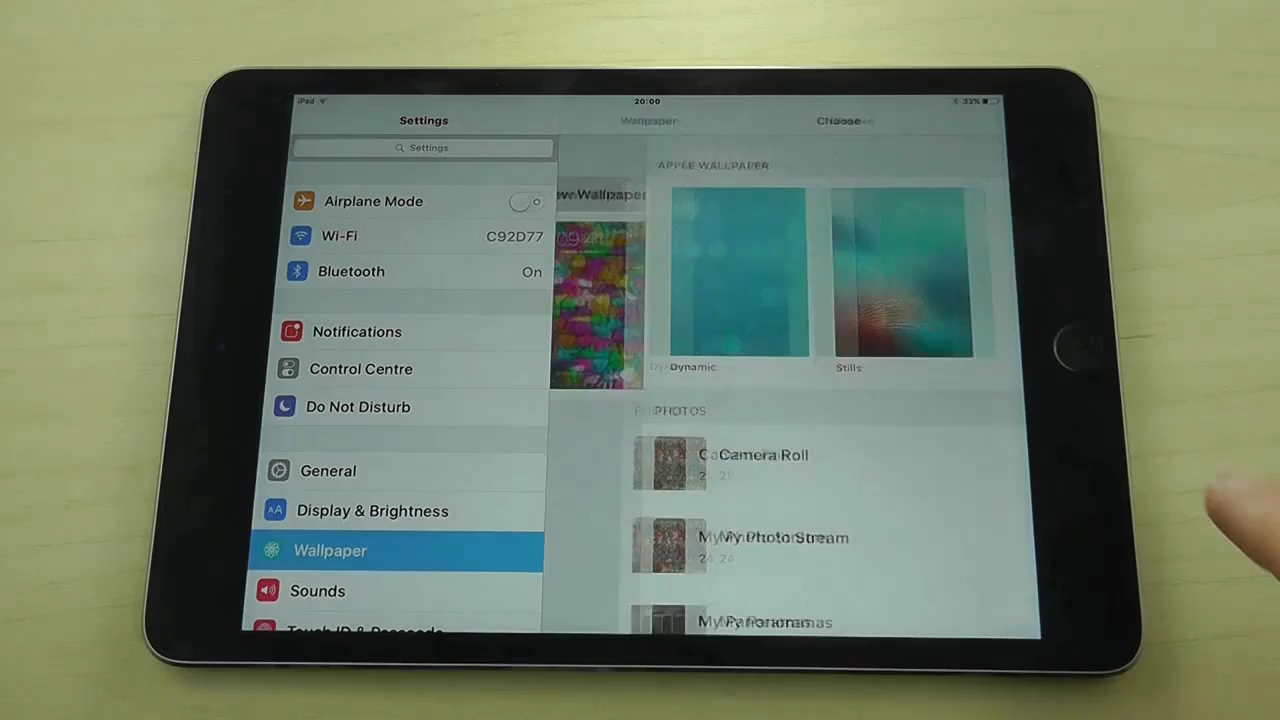 iPad 20:00 33%
Settings Wallpaper Choose
Settings
APPLE WALLPAPER
Airplane Mode
Wallpaper
Wi-Fi C92D77
Bluetooth On
Notifications
Dynamic Stills
Control Centre
Do Not Disturb
PHOTOS
Camera Roll
General
Display & Brightness
My Photo Stream
24
Wallpaper
Sounds
My Panoramas
Touch ID & Passcode